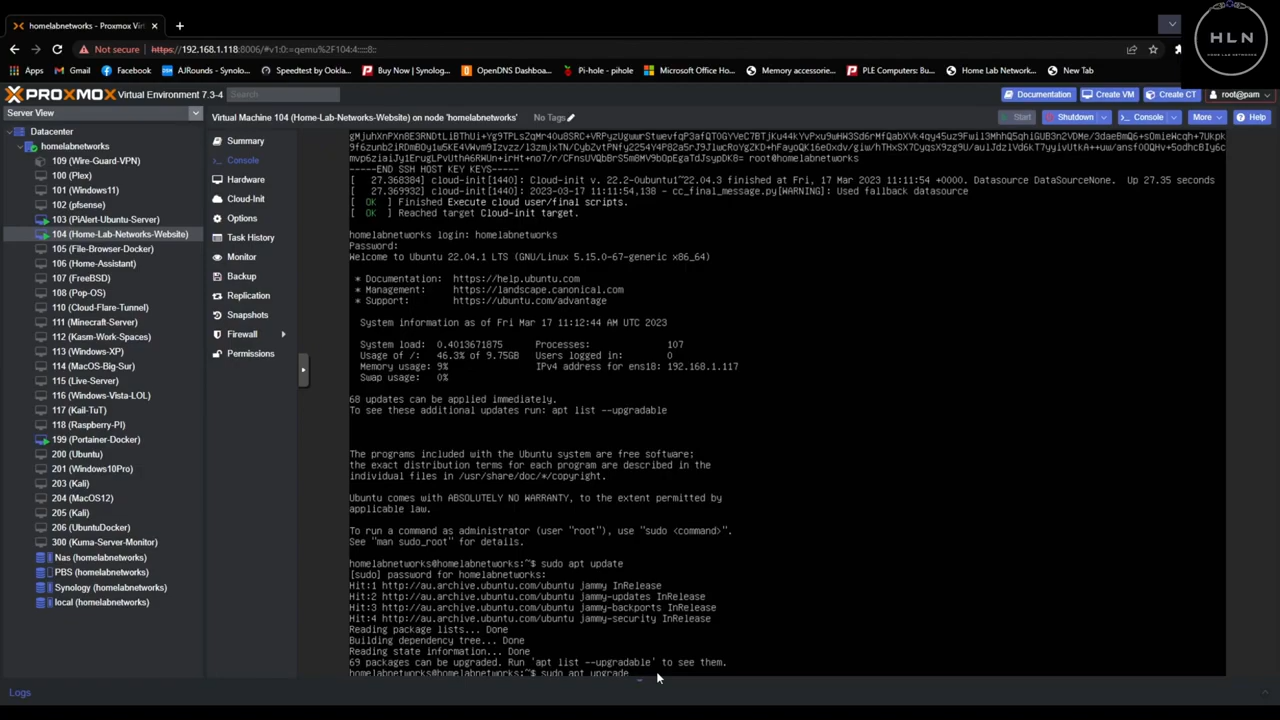 homelabnetworks - Proxmox Vir
HLN
HOME LAB NETWORKS
Not secure
https://192.168.1.118:8006/#v1:0:=qemu%2F104:4:::::8::
Apps
Gmail
Facebook
AJRounds - Synolo...
Speedtest by Ookla...
Buy Now | Synolog...
OpenDNS Dashboa...
Pi-hole - pihole
Microsoft Office Ho...
Memory accessorie...
PLE Computers: Bu...
Home Lab Network...
New Tab
PROXMOX Virtual Environment 7.3-4
Search
Documentation
Create VM
Create CT
root@pam
Server View
Virtual Machine 104 (Home-Lab-Networks-Website) on node 'homelabnetworks'
No Tags
Start
Shutdown
Console
More
Help
Datacenter
homelabnetworks
109 (Wire-Guard-VPN)
100 (Plex)
101 (Windows11)
102 (pfsense)
103 (PiAlert-Ubuntu-Server)
104 (Home-Lab-Networks-Website)
105 (File-Browser-Docker)
106 (Home-Assistant)
107 (FreeBSD)
108 (Pop-OS)
110 (Cloud-Flare-Tunnel)
111 (Minecraft-Server)
112 (Kasm-Work-Spaces)
113 (Windows-XP)
114 (MacOS-Big-Sur)
115 (Live-Server)
116 (Windows-Vista-LOL)
117 (Kail-TuT)
118 (Raspberry-PI)
199 (Portainer-Docker)
200 (Ubuntu)
201 (Windows10Pro)
203 (Kali)
204 (MacOS12)
205 (Kali)
206 (UbuntuDocker)
300 (Kuma-Server-Monitor)
Nas (homelabnetworks)
PBS (homelabnetworks)
Synology (homelabnetworks)
local (homelabnetworks)
Summary
Console
Hardware
Cloud-Init
Options
Task History
Monitor
Backup
Replication
Snapshots
Firewall
Permissions
root@homelabnetworks
-----END SSH HOST KEY KEYS-----
[   27.368384] cloud-init[1440]: Cloud-init v. 22.2-0ubuntu1~22.04.3 finished at Fri, 17 Mar 2023 11:11:54 +0000. Datasource DataSourceNone.  Up 27.35 seconds
[   27.369932] cloud-init[1440]: 2023-03-17 11:11:54,138 - cc_final_message.py[WARNING]: Used fallback datasource
[  OK  ] Finished Execute cloud user/final scripts.
[  OK  ] Reached target Cloud-init target.
homelabnetworks login: homelabnetworks
Password:
Welcome to Ubuntu 22.04.1 LTS (GNU/Linux 5.15.0-67-generic x86_64)
* Documentation:  https://help.ubuntu.com
* Management:     https://landscape.canonical.com
* Support:        https://ubuntu.com/advantage
System information as of Fri Mar 17 11:12:44 AM UTC 2023
System load:  0.4013671875     Processes:              107
Usage of /:   46.3% of 9.75GB   Users logged in:        0
Memory usage: 9%               IPv4 address for ens18: 192.168.1.117
Swap usage:   0%
68 updates can be applied immediately.
To see these additional updates run: apt list --upgradable
The programs included with the Ubuntu system are free software;
the exact distribution terms for each program are described in the
individual files in /usr/share/doc/*/copyright.
Ubuntu comes with ABSOLUTELY NO WARRANTY, to the extent permitted by
applicable law.
To run a command as administrator (user "root"), use "sudo <command>".
See "man sudo_root" for details.
homelabnetworks@homelabnetworks:~$ sudo apt update
[sudo] password for homelabnetworks:
Hit:1 http://au.archive.ubuntu.com/ubuntu jammy InRelease
Hit:2 http://au.archive.ubuntu.com/ubuntu jammy-updates InRelease
Hit:3 http://au.archive.ubuntu.com/ubuntu jammy-backports InRelease
Hit:4 http://au.archive.ubuntu.com/ubuntu jammy-security InRelease
Reading package lists... Done
Building dependency tree... Done
Reading state information... Done
69 packages can be upgraded. Run 'apt list --upgradable' to see them.
homelabnetworks@homelabnetworks:~$ sudo apt upgrade
Logs